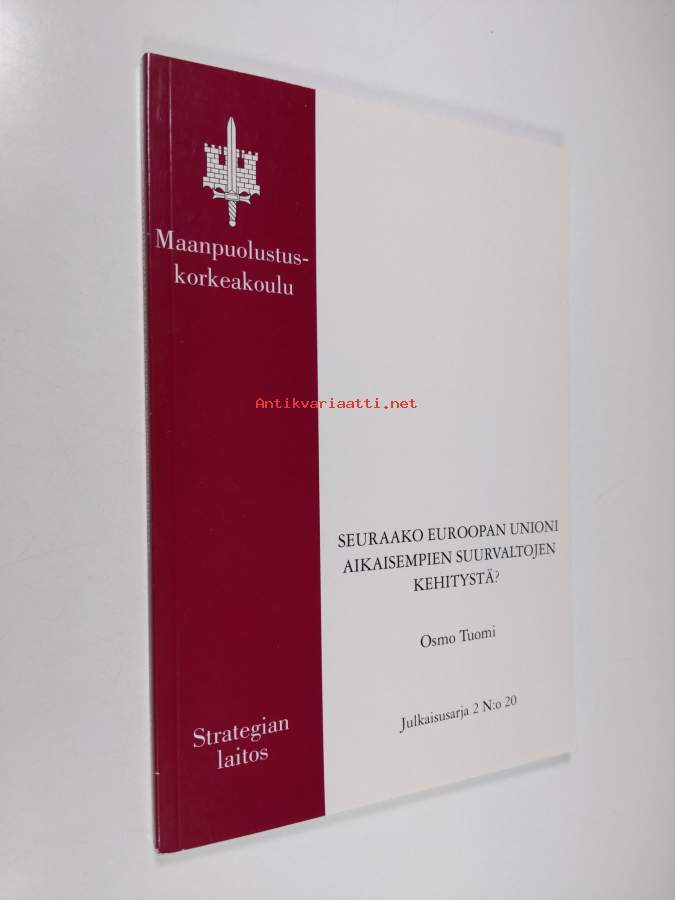 Maanpuolustus-
korkeakoulu
Antikvariaatti.net
SEURAAKO EUROOPAN UNIONI
AIKAISEMPIEN SUURVALTOJEN
KEHITYSTÄ?
Osmo Tuomi
Julkaisusarja 2 N:o 20
Strategian
laitos